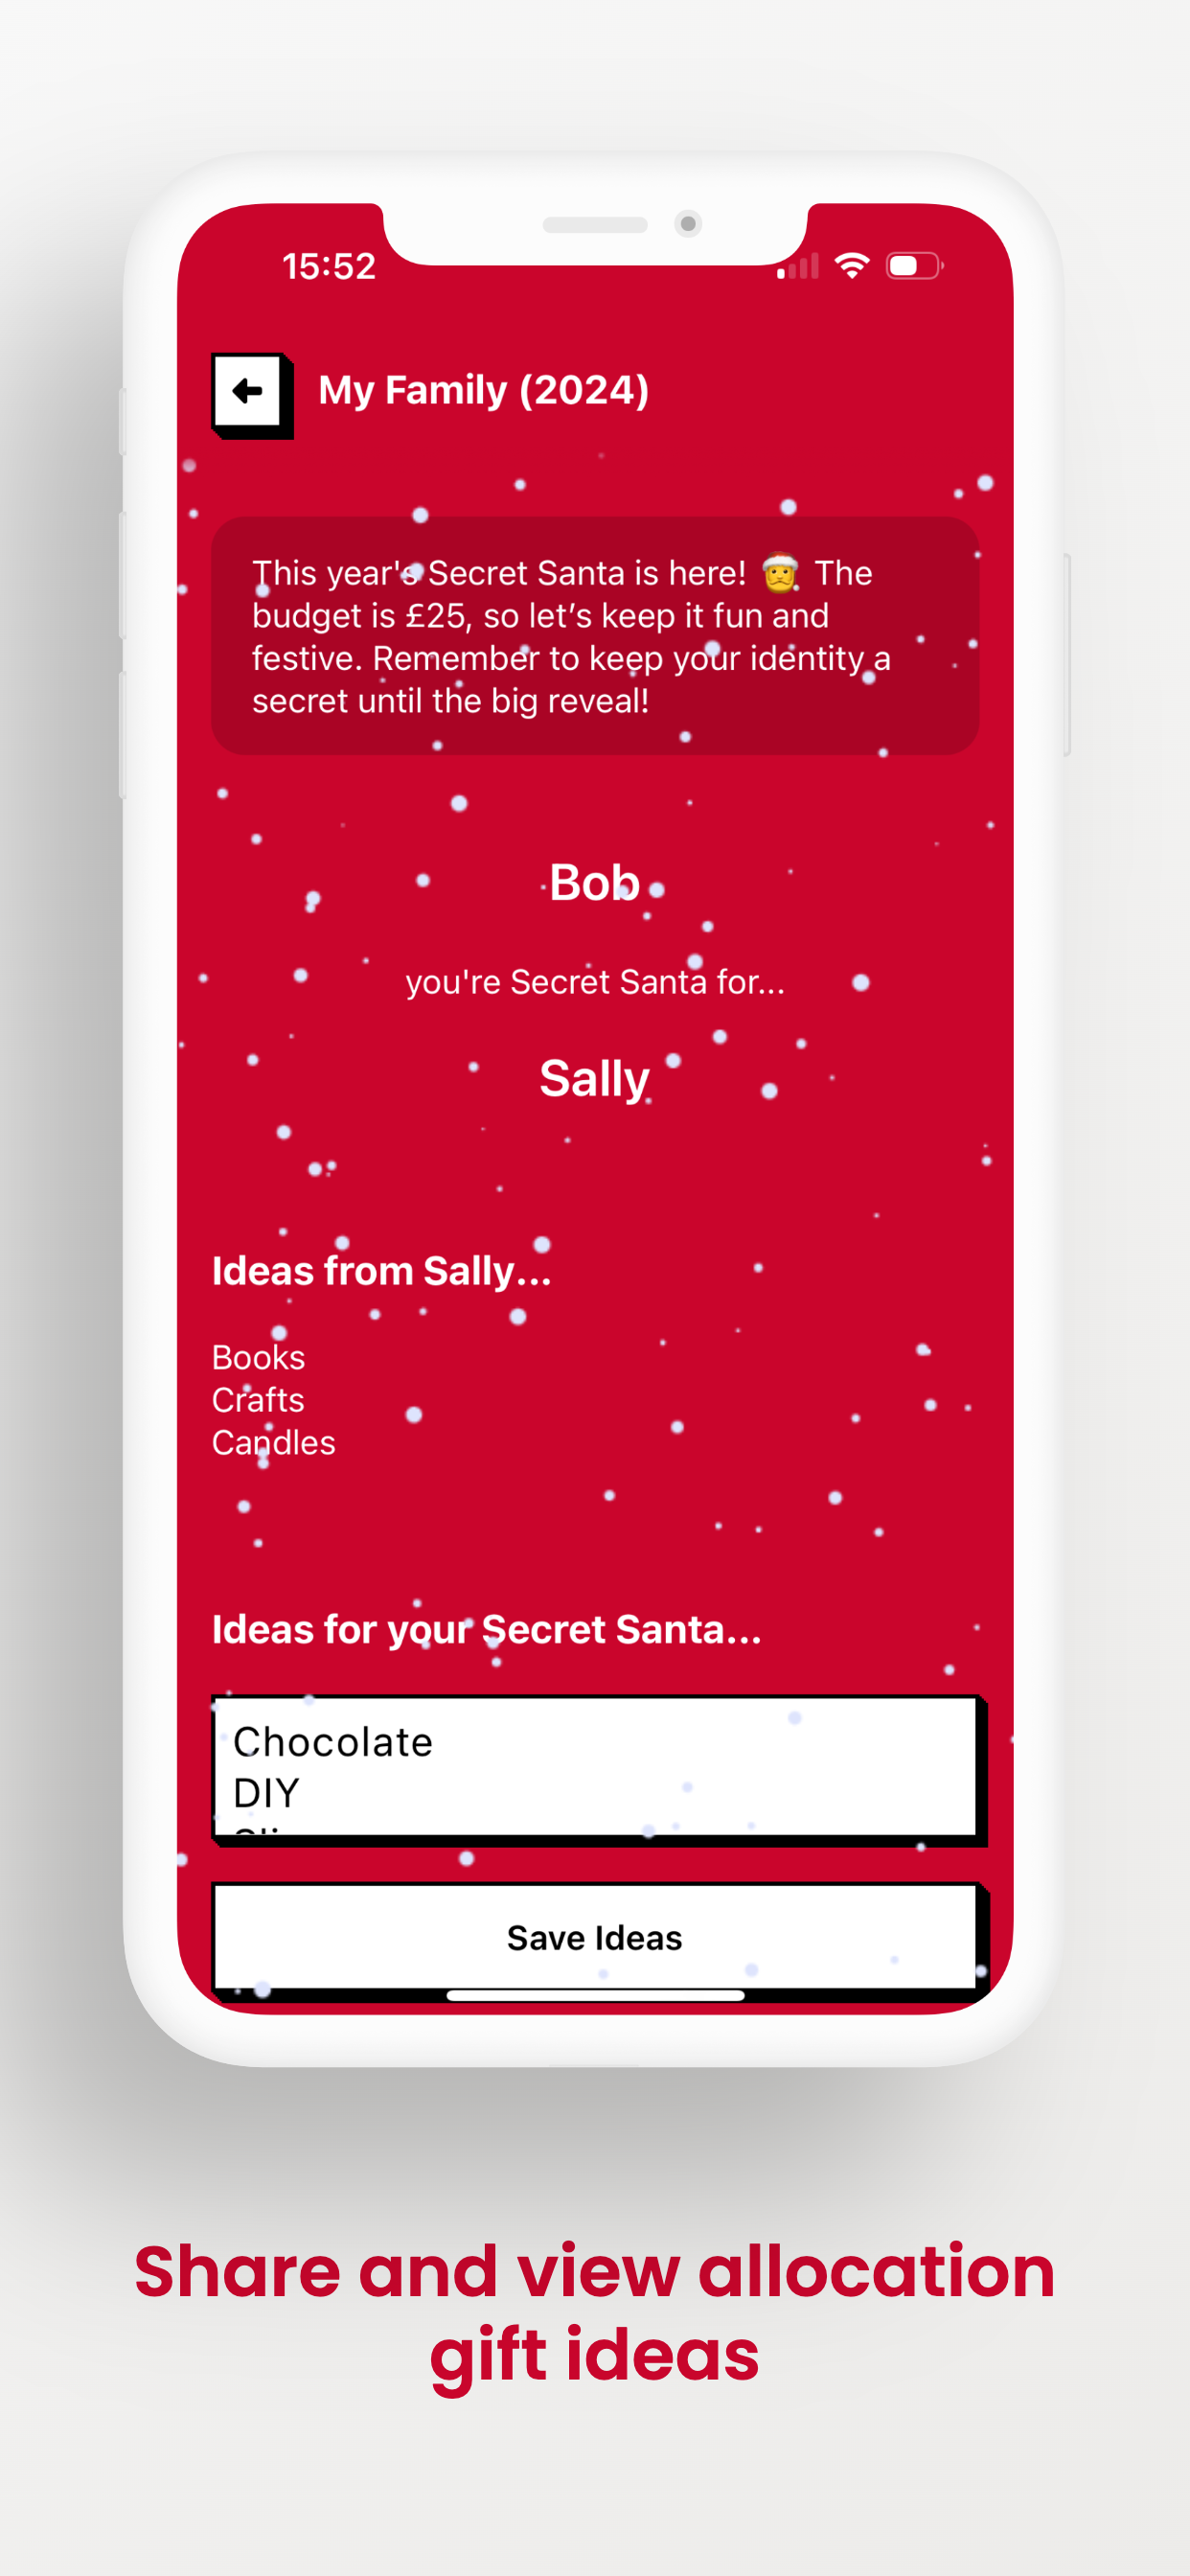 15:52
My Family (2024)
This year's Secret Santa is here! 🎅 The
budget is £25, so let’s keep it fun and
festive. Remember to keep your identity a
secret until the big reveal!
Bob
you're Secret Santa for...
Sally
Ideas from Sally...
Books
Crafts
Candles
Ideas for your Secret Santa...
Chocolate
DIY
Save Ideas
Share and view allocation
gift ideas